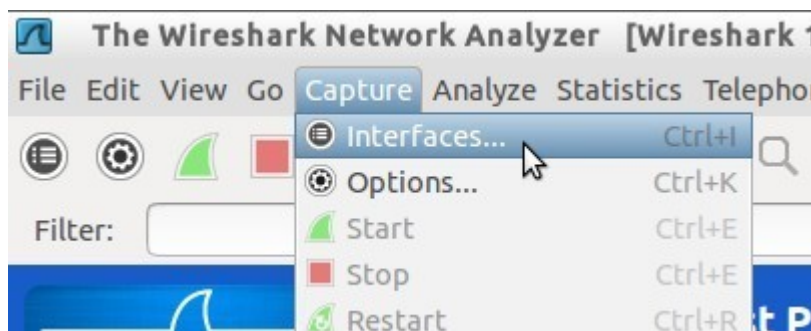 The Wireshark Network Analyzer [Wireshark
File Edit View Go Capture Analyze Statistics Telepho
Interfaces... Ctrl+I
Options... Ctrl+K
Filter:
Start Ctrl+E
Stop Ctrl+E
Restart Ctrl+R